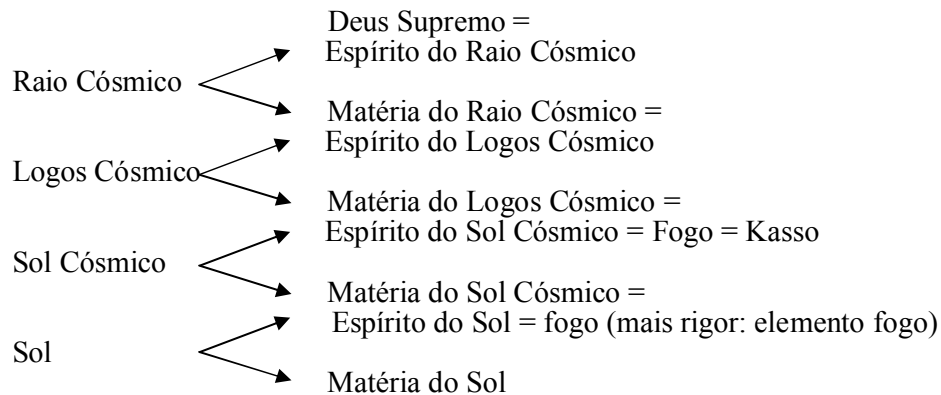 Deus Supremo =
Espírito do Raio Cósmico
Raio Cósmico
Matéria do Raio Cósmico =
Espírito do Logos Cósmico
Logos Cósmico
Matéria do Logos Cósmico =
Espírito do Sol Cósmico = Fogo = Kasso
Sol Cósmico
Matéria do Sol Cósmico =
Espírito do Sol = fogo (mais rigor: elemento fogo)
Sol
Matéria do Sol